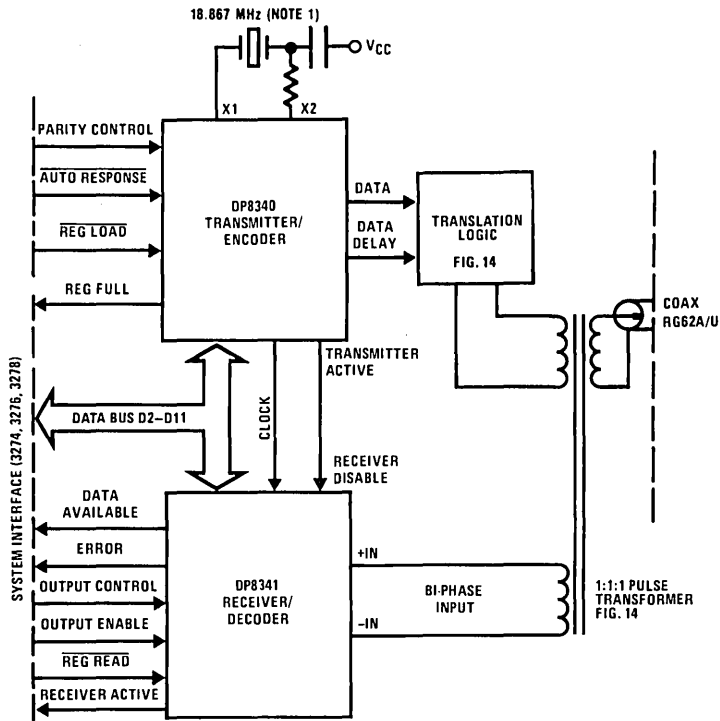 18.867 MHz (NOTE 1)
VCC
X1
X2
PARITY CONTROL
AUTO RESPONSE
REG LOAD
REG FULL
DP8340
TRANSMITTER/
ENCODER
DATA
DATA
DELAY
TRANSLATION
LOGIC
FIG. 14
COAX
RG62A/U
TRANSMITTER
ACTIVE
SYSTEM INTERFACE (3274, 3276, 3278)
DATA BUS D2–D11
CLOCK
RECEIVER
DISABLE
DATA
AVAILABLE
ERROR
OUTPUT CONTROL
OUTPUT ENABLE
REG READ
RECEIVER ACTIVE
DP8341
RECEIVER/
DECODER
+IN
BI-PHASE
INPUT
–IN
1:1:1 PULSE
TRANSFORMER
FIG. 14